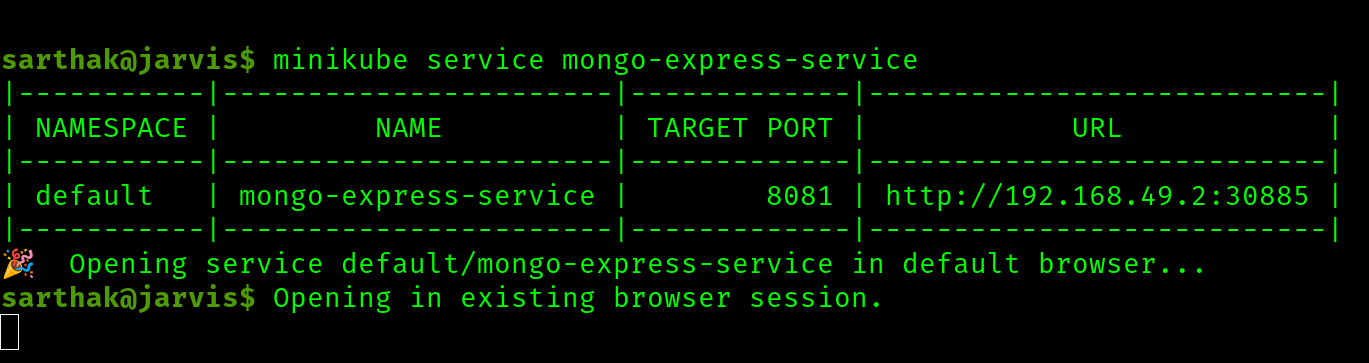 sarthak@jarvis$ minikube service mongo-express-service
|-----------|-----------------------|-------------|---------------------------|
| NAMESPACE |         NAME          | TARGET PORT |            URL            |
|-----------|-----------------------|-------------|---------------------------|
| default   | mongo-express-service |        8081 | http://192.168.49.2:30885 |
|-----------|-----------------------|-------------|---------------------------|
🎉  Opening service default/mongo-express-service in default browser...
sarthak@jarvis$ Opening in existing browser session.